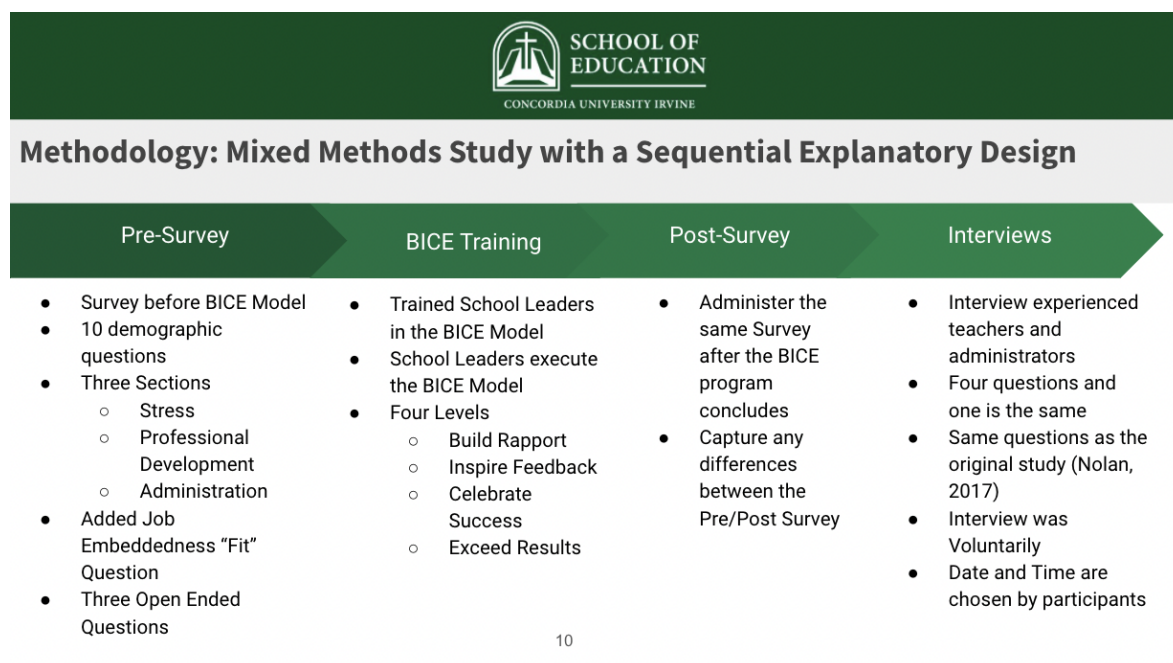 SCHOOL OF
EDUCATION
CONCORDIA UNIVERSITY IRVINE
Methodology: Mixed Methods Study with a Sequential Explanatory Design
Pre-Survey
● Survey before BICE Model
● 10 demographic
questions
● Three Sections
○ Stress
○ Professional
Development
○ Administration
● Added Job
Embeddedness “Fit”
Question
● Three Open Ended
Questions
BICE Training
● Trained School Leaders
in the BICE Model
● School Leaders execute
the BICE Model
● Four Levels
○ Build Rapport
○ Inspire Feedback
○ Celebrate
Success
○ Exceed Results
Post-Survey
● Administer the
same Survey
after the BICE
program
concludes
● Capture any
differences
between the
Pre/Post Survey
Interviews
● Interview experienced
teachers and
administrators
● Four questions and
one is the same
● Same questions as the
original study (Nolan,
2017)
● Interview was
Voluntarily
● Date and Time are
chosen by participants
10